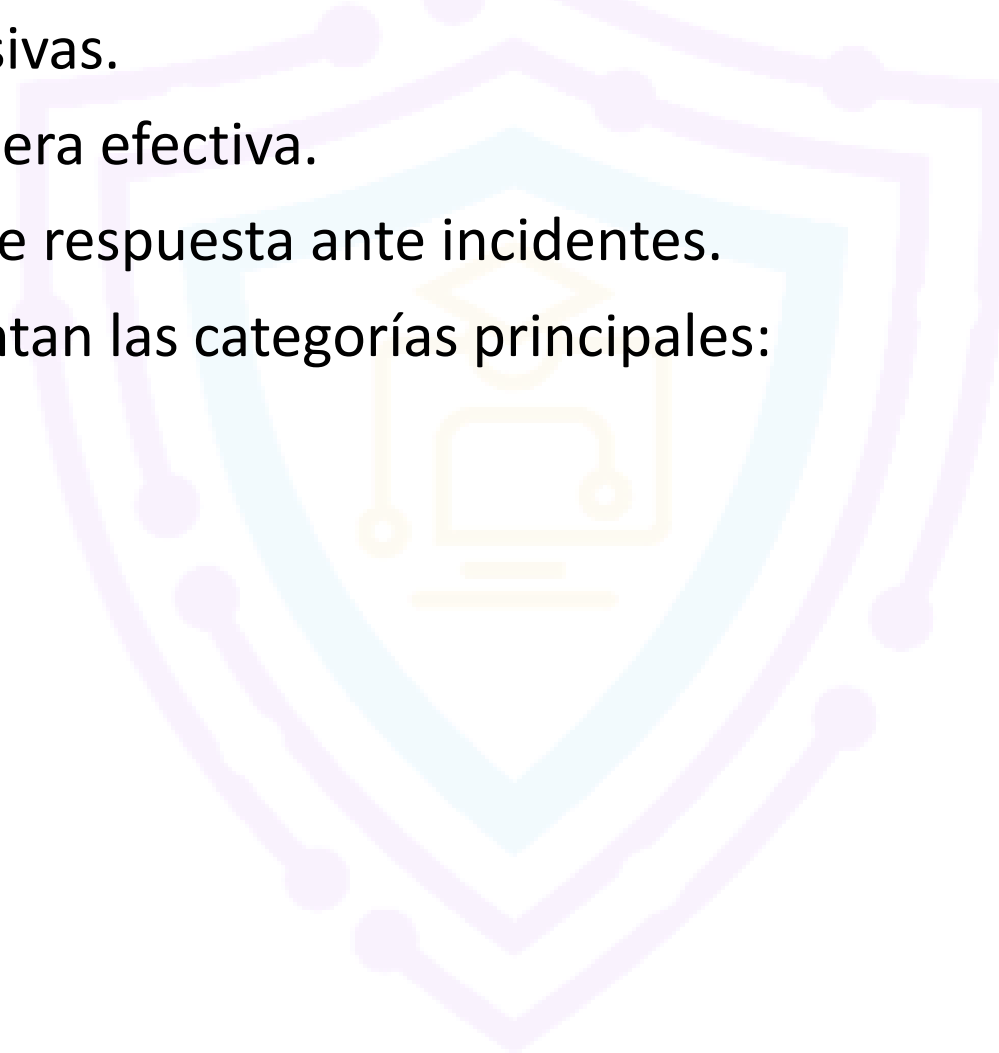 sivas.
era efectiva.
e respuesta ante incidentes.
ntan las categorías principales: